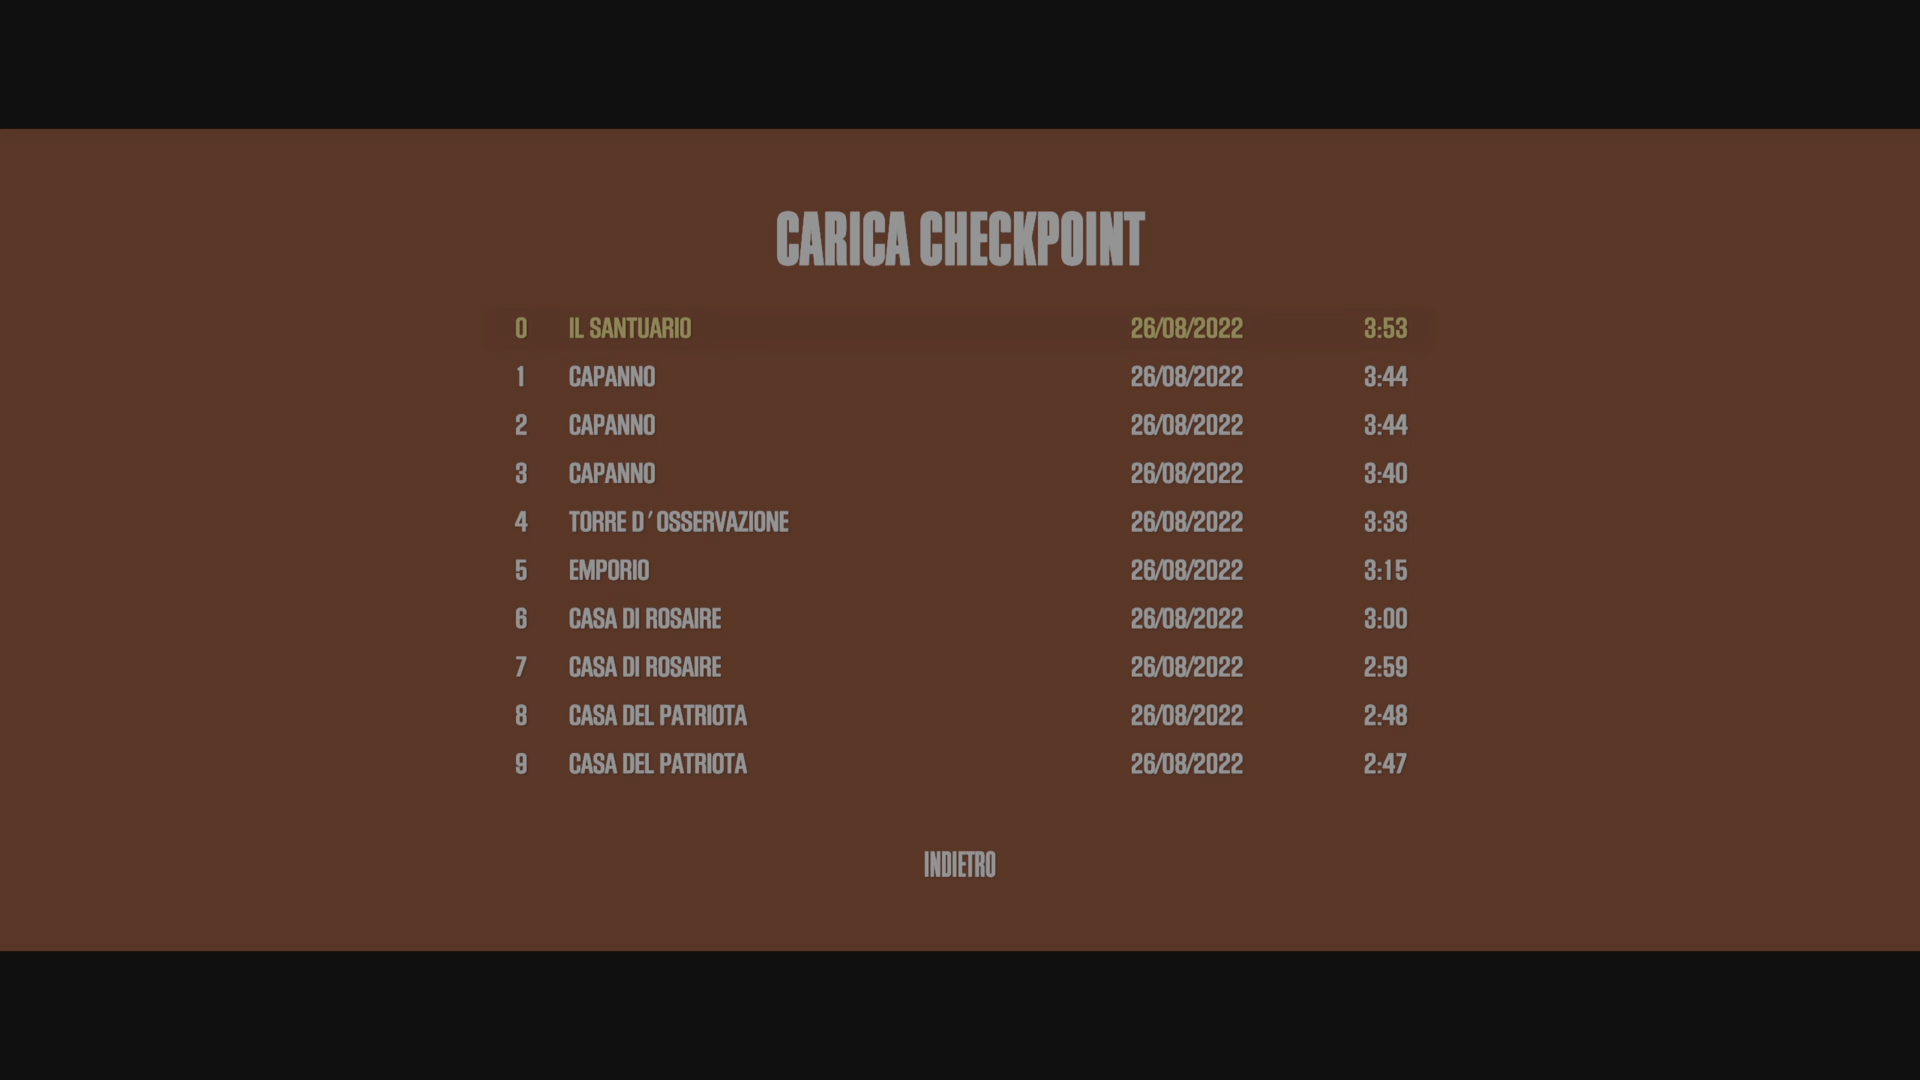 CARICA CHECKPOINT
0 IL SANTUARIO 26/08/2022 3:53
1 CAPANNO 26/08/2022 3:44
2 CAPANNO 26/08/2022 3:44
3 CAPANNO 26/08/2022 3:40
4 TORRE D'OSSERVAZIONE 26/08/2022 3:33
5 EMPORIO 26/08/2022 3:15
6 CASA DI ROSAIRE 26/08/2022 3:00
7 CASA DI ROSAIRE 26/08/2022 2:59
8 CASA DEL PATRIOTA 26/08/2022 2:48
9 CASA DEL PATRIOTA 26/08/2022 2:47
INDIETRO